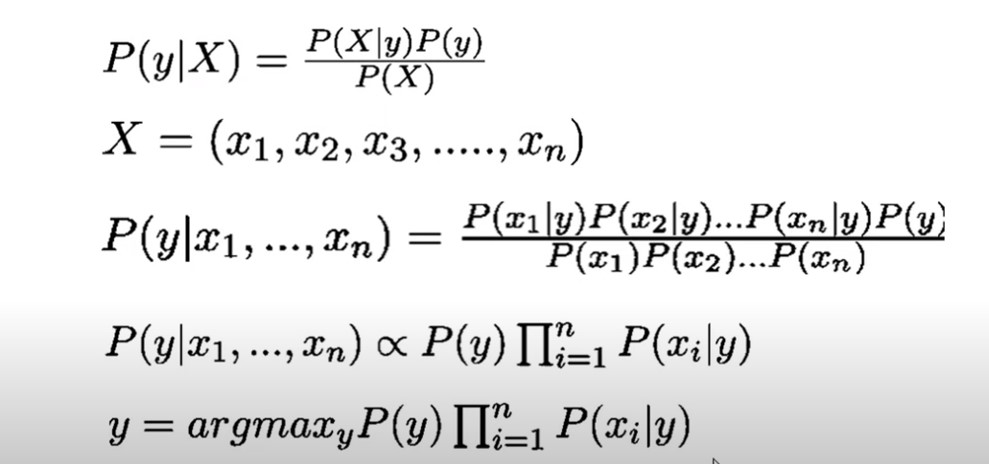 P(y|X) = P(X|y)P(y) / P(X)
X = (x₁, x₂, x₃, ....., xₙ)
P(y|x₁, ..., xₙ) = P(x₁|y)P(x₂|y)...P(xₙ|y)P(y) / P(x₁)P(x₂)...P(xₙ)
P(y|x₁, ..., xₙ) ∝ P(y) ∏ⁿᵢ₌₁ P(xᵢ|y)
y = argmaxᵧP(y) ∏ⁿᵢ₌₁ P(xᵢ|y)